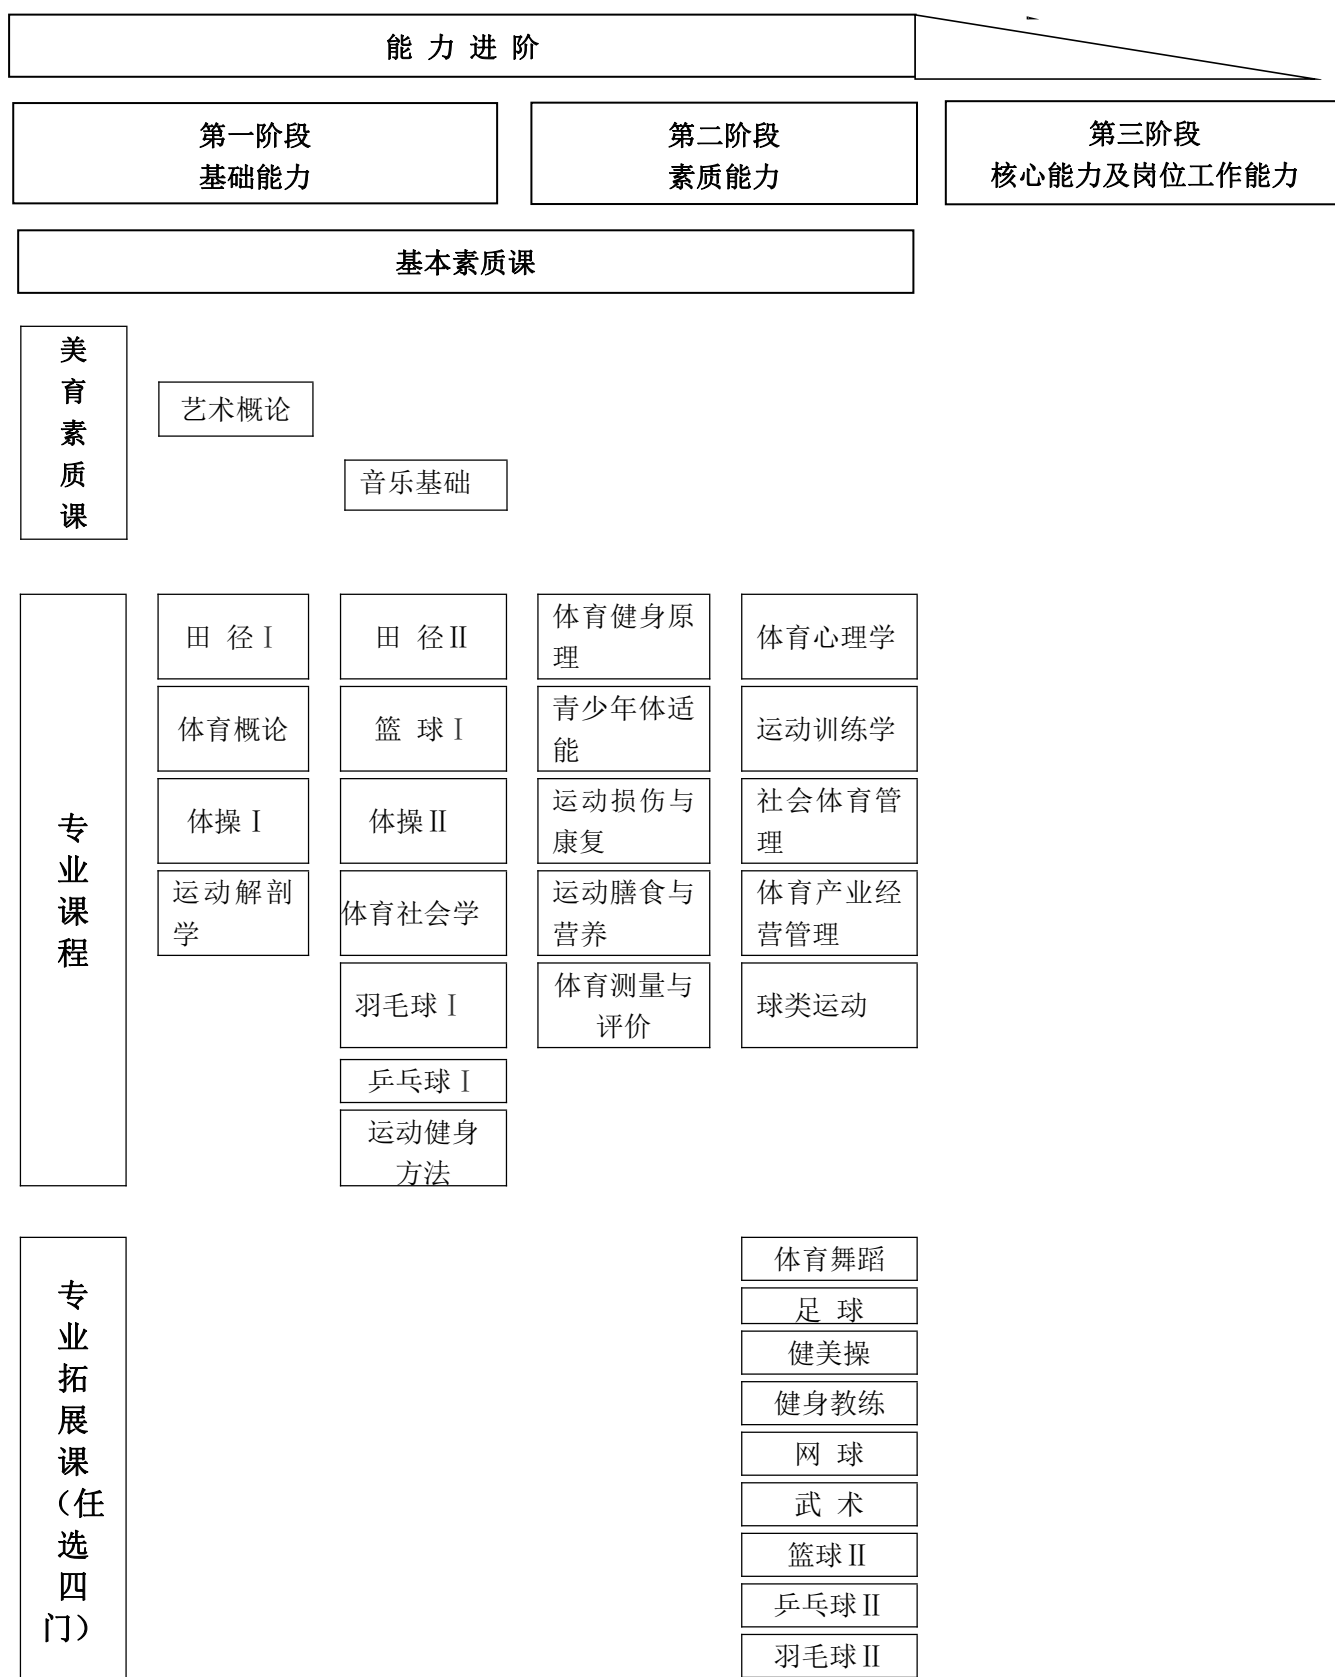 能 力 进 阶
第一阶段
基础能力
第二阶段
素质能力
第三阶段
核心能力及岗位工作能力
基本素质课
美
育
素
质
课
艺术概论
音乐基础
专
业
课
程
田 径Ⅰ
田 径Ⅱ
体育健身原
理
体育心理学
体育概论
篮 球Ⅰ
青少年体适
能
运动训练学
体操Ⅰ
体操Ⅱ
运动损伤与
康复
社会体育管
理
运动解剖
学
体育社会学
运动膳食与
营养
体育产业经
营管理
羽毛球Ⅰ
体育测量与
评价
球类运动
乒乓球Ⅰ
运动健身
方法
专
业
拓
展
课
（任
选
四
门）
体育舞蹈
足 球
健美操
健身教练
网 球
武 术
篮球Ⅱ
乒乓球Ⅱ
羽毛球Ⅱ